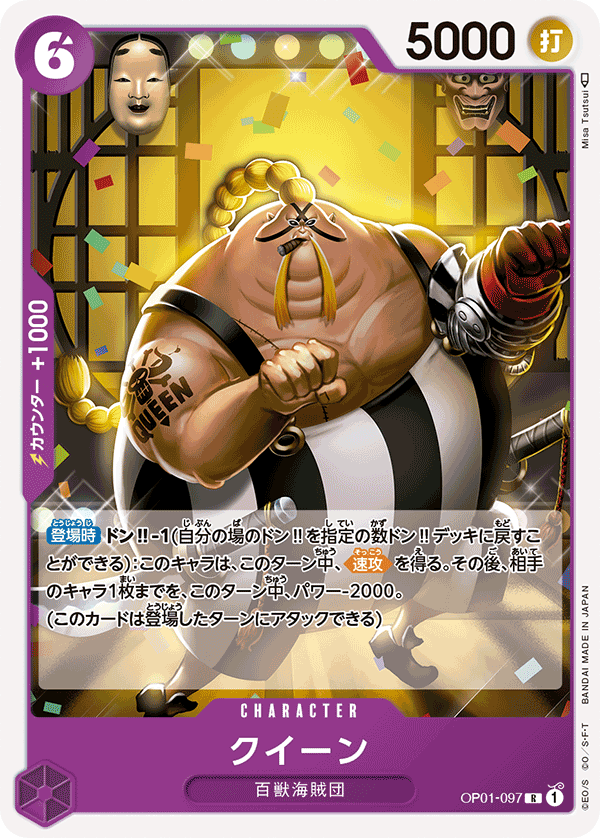 6
5000 打
Misa Tsutsui
カウンター +1000
QUEEN
登場時 ドン!!-1(自分の場のドン!!を指定の数ドン!!デッキに戻すこ
とができる):このキャラは、このターン中、速攻 を得る。その後、相手
のキャラ1枚までを、このターン中、パワー-2000。
(このカードは登場したターンにアタックできる)
CHARACTER
クイーン
百獣海賊団
OP01-097 R 1
©EO/S ©O/S・F・T BANDAI MADE IN JAPAN